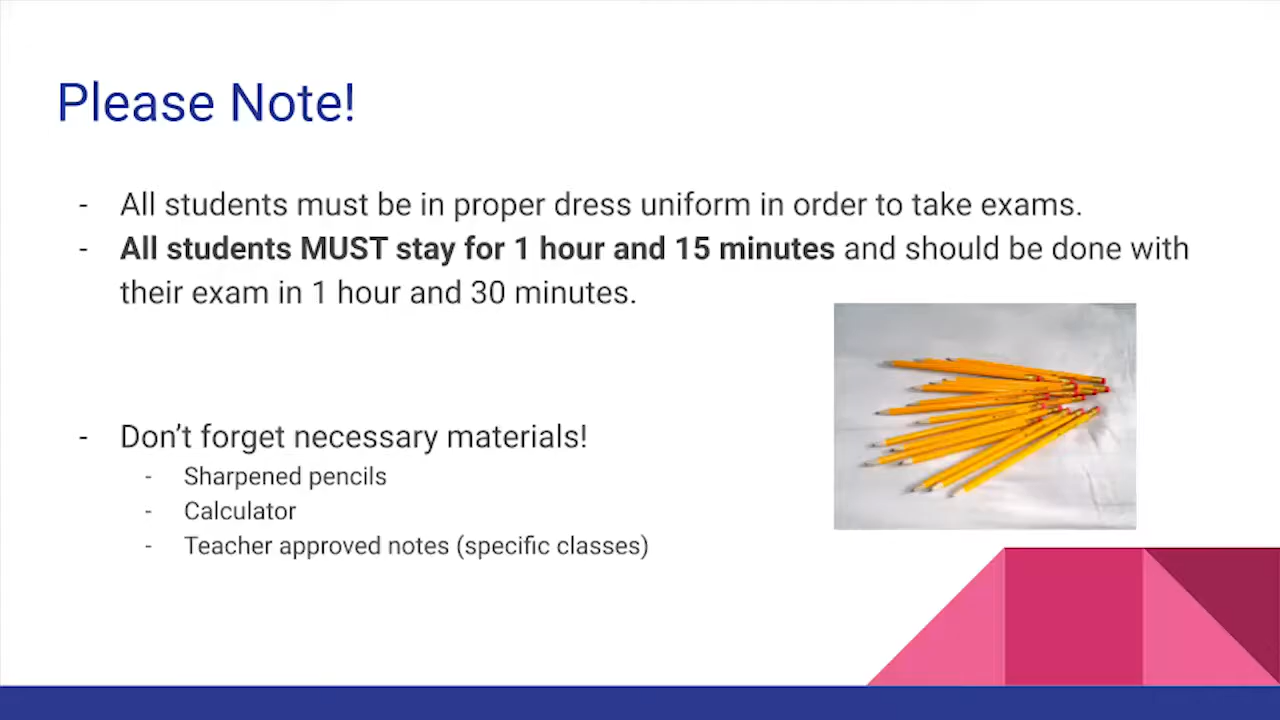 Please Note!
- All students must be in proper dress uniform in order to take exams.
- All students MUST stay for 1 hour and 15 minutes and should be done with
their exam in 1 hour and 30 minutes.
- Don’t forget necessary materials!
- Sharpened pencils
- Calculator
- Teacher approved notes (specific classes)